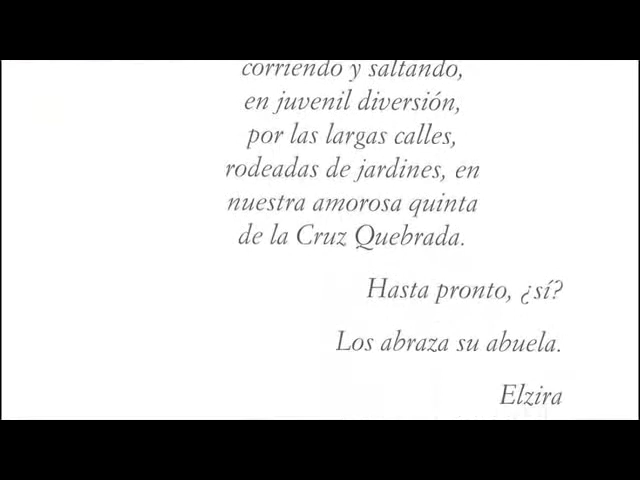 corriendo y saltando,
en juvenil diversión,
por las largas calles,
rodeadas de jardines, en
nuestra amorosa quinta
de la Cruz Quebrada.
Hasta pronto, ¿sí?
Los abraza su abuela.
Elzira